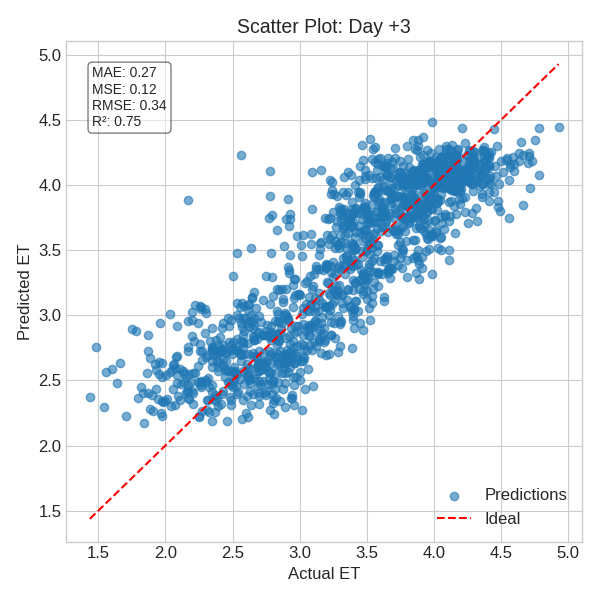 Scatter Plot: Day +3
MAE: 0.27
MSE: 0.12
RMSE: 0.34
R²: 0.75
5.0
4.5
4.0
3.5
3.0
2.5
2.0
1.5
Predicted ET
Predictions
Ideal
1.5 2.0 2.5 3.0 3.5 4.0 4.5 5.0
Actual ET